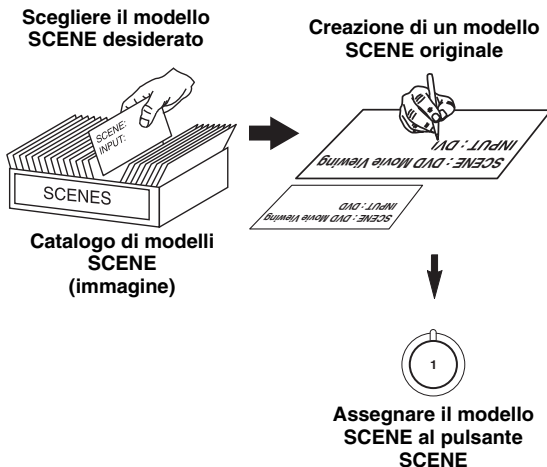 Scegliere il modello
SCENE desiderato
Creazione di un modello
SCENE originale
SCENE:
INPUT:
SCENES
SCENE : DVD Movie Viewing
INPUT : DV
SCENE : DVD Movie Viewing
INPUT : DVD
Catalogo di modelli
SCENE
(immagine)
1
Assegnare il modello
SCENE al pulsante
SCENE